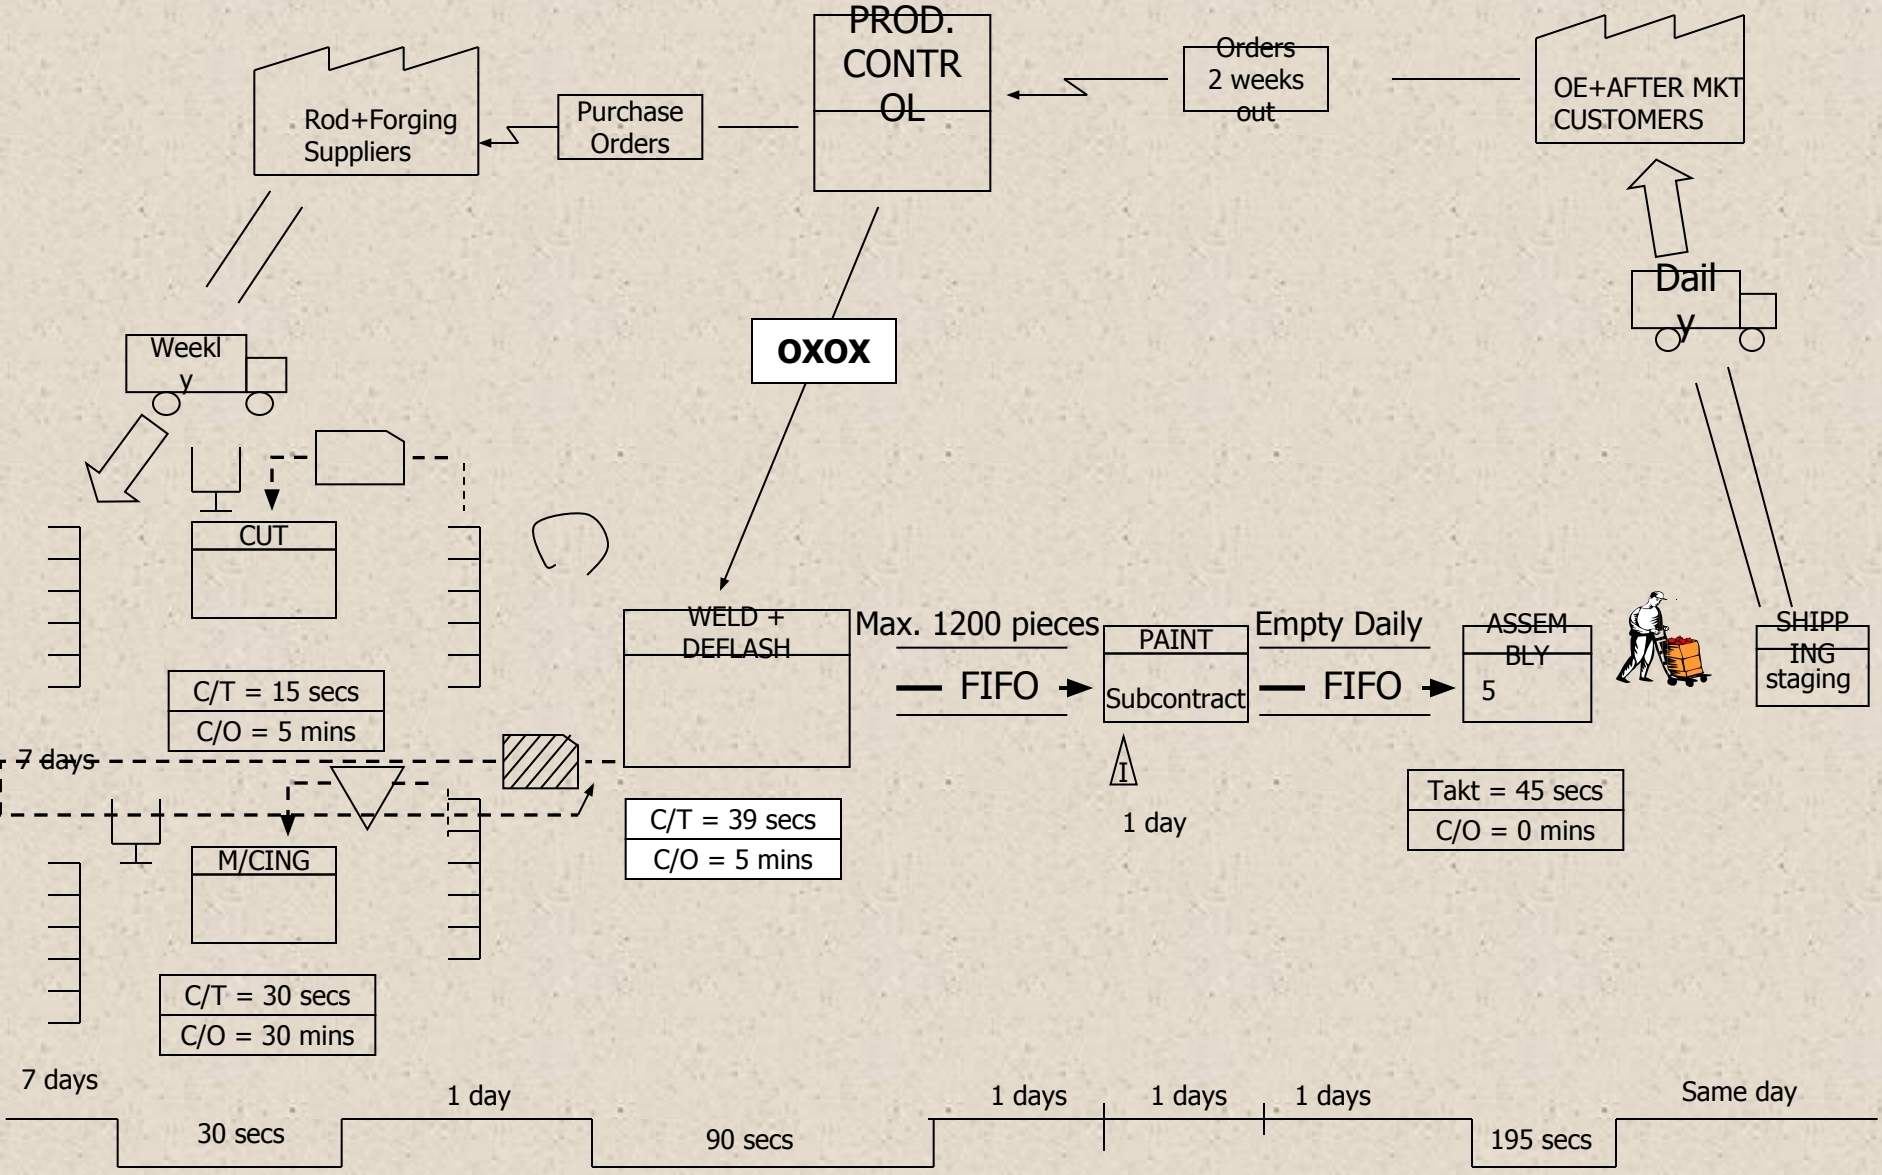 PROD.
CONTR
OL
Orders
2 weeks
out
OE+AFTER MKT
CUSTOMERS
Rod+Forging
Suppliers
Purchase
Orders
Weekl
y
Dail
y
OXOX
CUT
C/T = 15 secs
C/O = 5 mins
7 days
WELD +
DEFLASH
C/T = 39 secs
C/O = 5 mins
Max. 1200 pieces
FIFO
PAINT
Subcontract
I
1 day
Empty Daily
FIFO
ASSEM
BLY
5
Takt = 45 secs
C/O = 0 mins
SHIPP
ING
staging
M/CING
C/T = 30 secs
C/O = 30 mins
7 days
30 secs
1 day
90 secs
1 days
1 days
1 days
195 secs
Same day